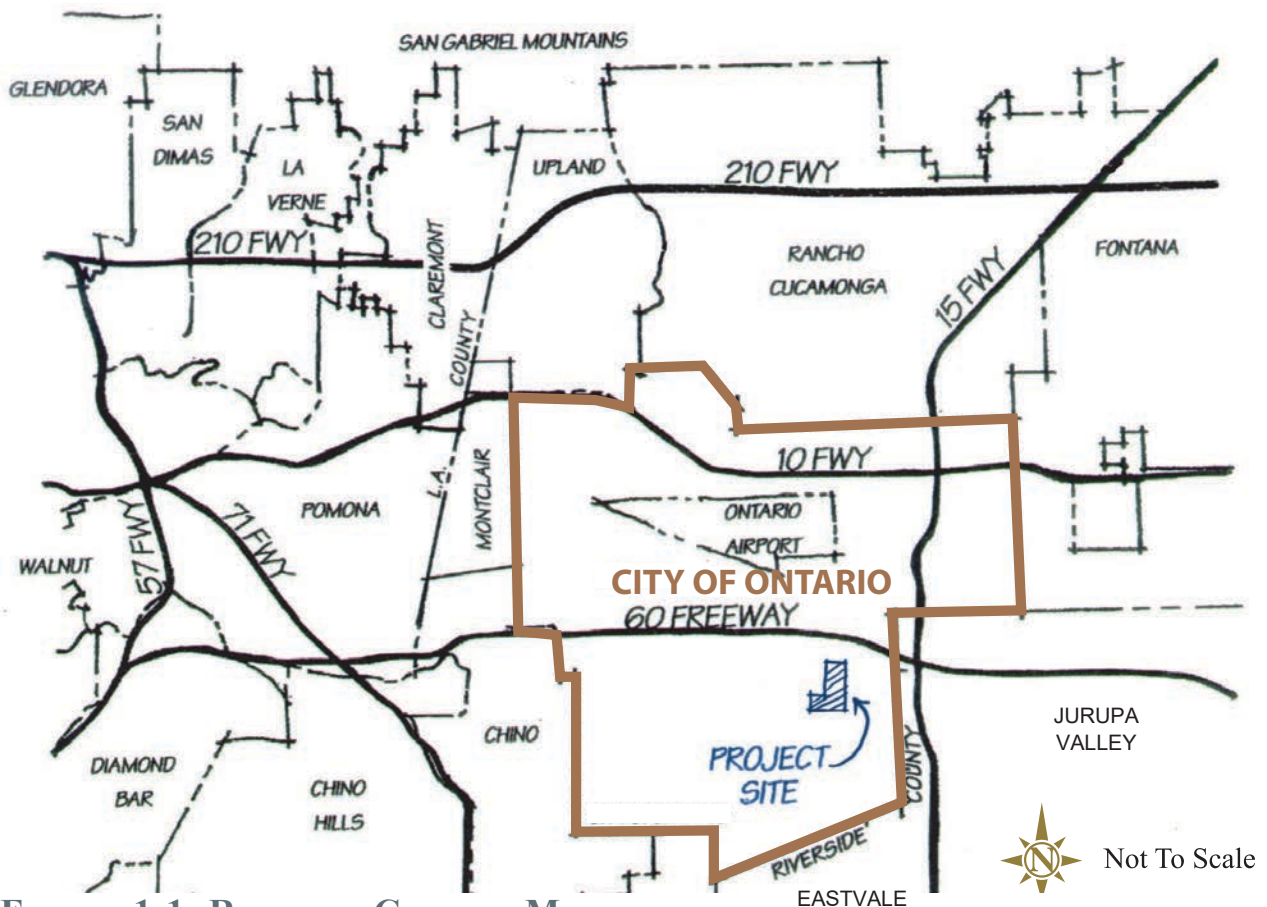 SAN GABRIEL MOUNTAINS
GLENDORA
SAN
DIMAS
LA
VERNE
UPLAND
210 FWY
210 FWY
CLAREMONT
RANCHO
CUCAMONGA
FONTANA
15 FWY
COUNTY
L.A.
MONTCLAIR
10 FWY
POMONA
71 FWY
57 FWY
WALNUT
ONTARIO
AIRPORT
CITY OF ONTARIO
60 FREEWAY
CHINO
PROJECT
SITE
COUNTY
RIVERSIDE
JURUPA
VALLEY
DIAMOND
BAR
CHINO
HILLS
N
Not To Scale
EASTVALE